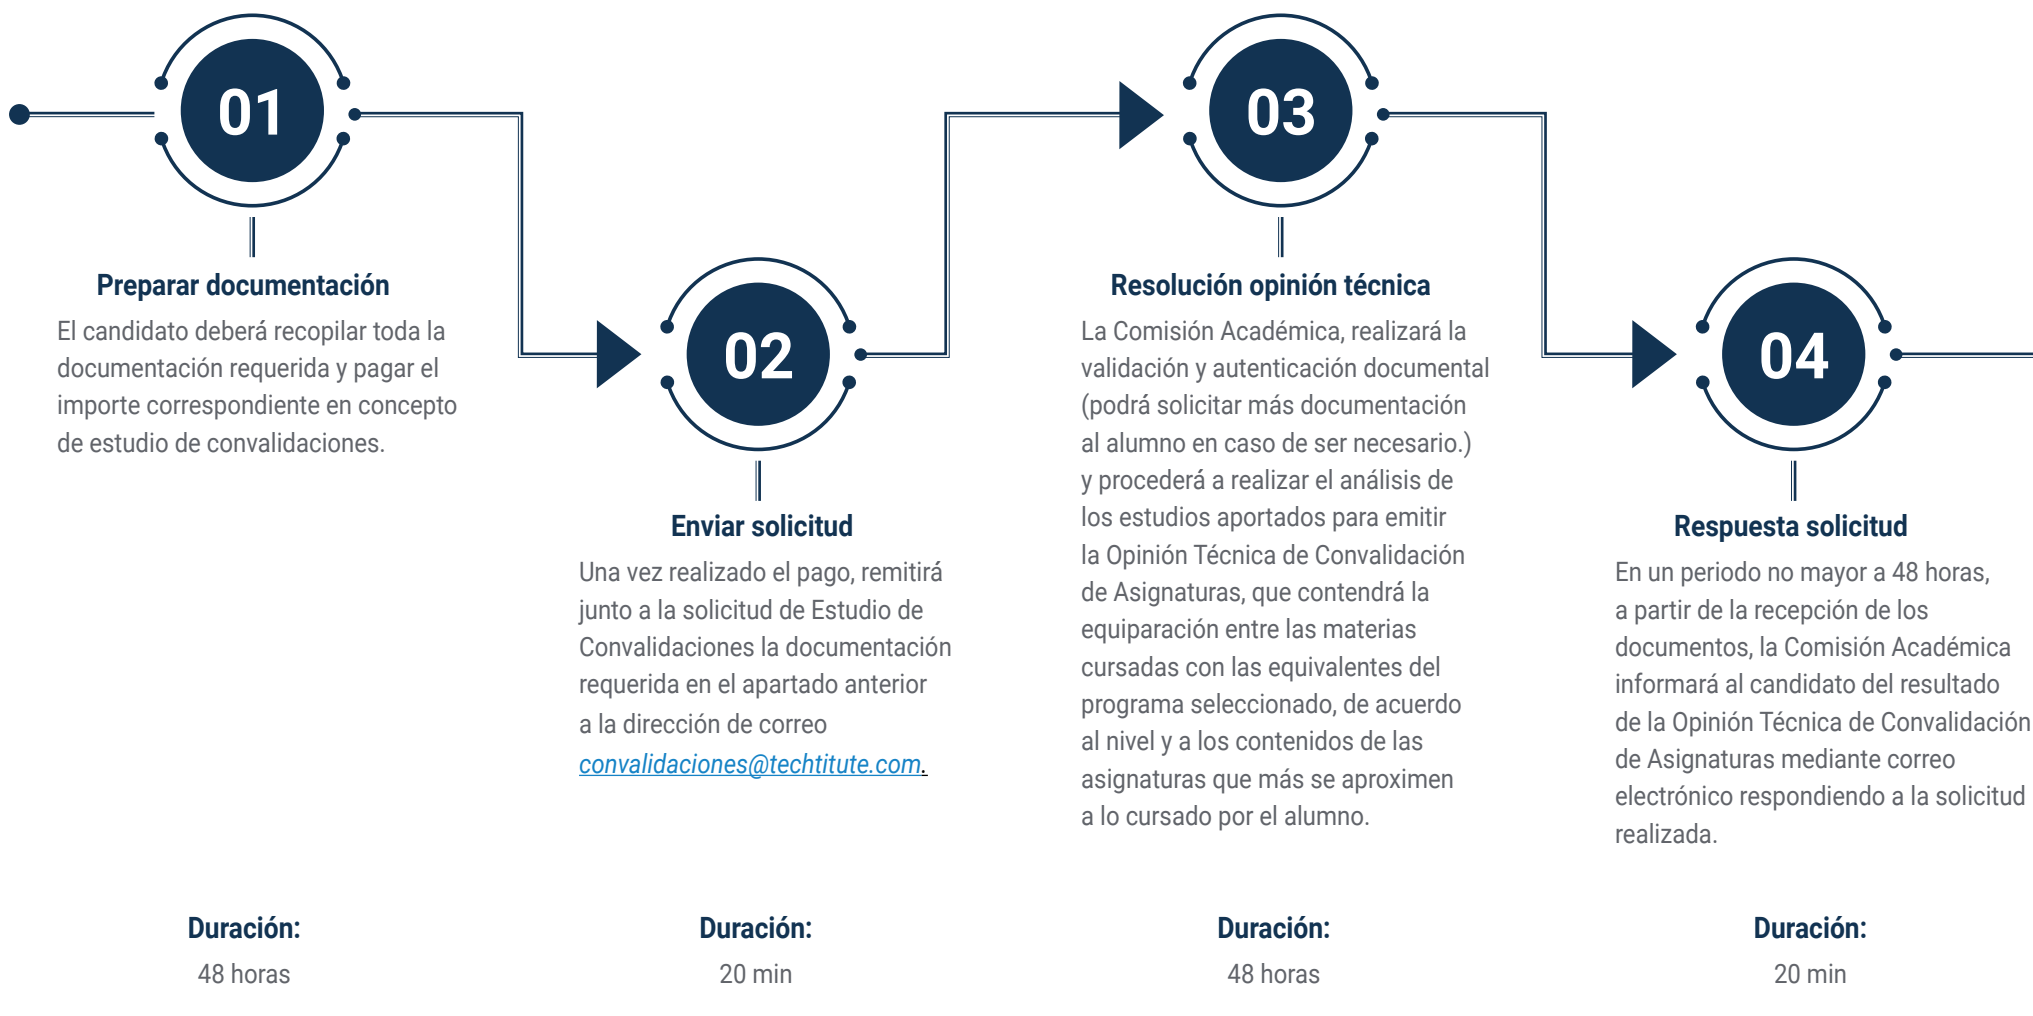 01
Preparar documentación
El candidato deberá recopilar toda la
documentación requerida y pagar el
importe correspondiente en concepto
de estudio de convalidaciones.
Duración:
48 horas
02
Enviar solicitud
Una vez realizado el pago, remitirá
junto a la solicitud de Estudio de
Convalidaciones la documentación
requerida en el apartado anterior
a la dirección de correo
convalidaciones@techtitute.com.
Duración:
20 min
03
Resolución opinión técnica
La Comisión Académica, realizará la
validación y autenticación documental
(podrá solicitar más documentación
al alumno en caso de ser necesario.)
y procederá a realizar el análisis de
los estudios aportados para emitir
la Opinión Técnica de Convalidación
de Asignaturas, que contendrá la
equiparación entre las materias
cursadas con las equivalentes del
programa seleccionado, de acuerdo
al nivel y a los contenidos de las
asignaturas que más se aproximen
a lo cursado por el alumno.
Duración:
48 horas
04
Respuesta solicitud
En un periodo no mayor a 48 horas,
a partir de la recepción de los
documentos, la Comisión Académica
informará al candidato del resultado
de la Opinión Técnica de Convalidación
de Asignaturas mediante correo
electrónico respondiendo a la solicitud
realizada.
Duración:
20 min